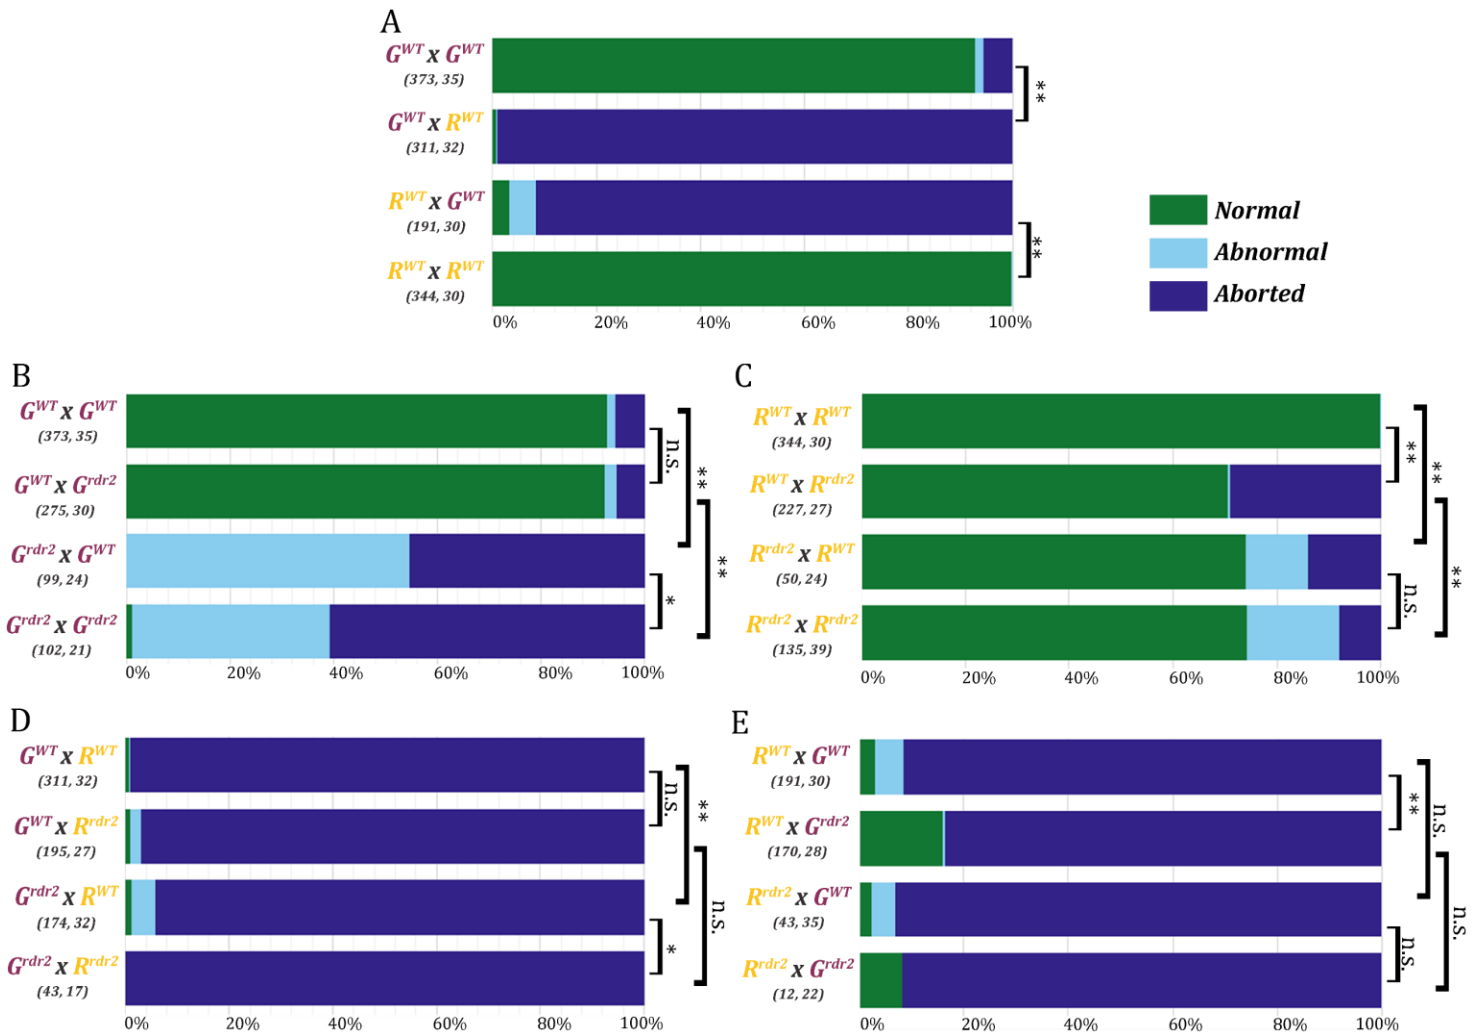 A
G^WT x G^WT
(373, 35)
G^WT x R^WT
(311, 32)
R^WT x G^WT
(191, 30)
R^WT x R^WT
(344, 30)
**
**
0% 20% 40% 60% 80% 100%
Normal
Abnormal
Aborted
B
G^WT x G^WT
(373, 35)
G^WT x G^rdr2
(275, 30)
G^rdr2 x G^WT
(99, 24)
G^rdr2 x G^rdr2
(102, 21)
n.s.
**
**
*
0% 20% 40% 60% 80% 100%
C
R^WT x R^WT
(344, 30)
R^WT x R^rdr2
(227, 27)
R^rdr2 x R^WT
(50, 24)
R^rdr2 x R^rdr2
(135, 39)
**
**
**
n.s.
0% 20% 40% 60% 80% 100%
D
G^WT x R^WT
(311, 32)
G^WT x R^rdr2
(195, 27)
G^rdr2 x R^WT
(174, 32)
G^rdr2 x R^rdr2
(43, 17)
n.s.
**
n.s.
*
0% 20% 40% 60% 80% 100%
E
R^WT x G^WT
(191, 30)
R^WT x G^rdr2
(170, 28)
R^rdr2 x G^WT
(43, 35)
R^rdr2 x G^rdr2
(12, 22)
**
n.s.
n.s.
n.s.
0% 20% 40% 60% 80% 100%